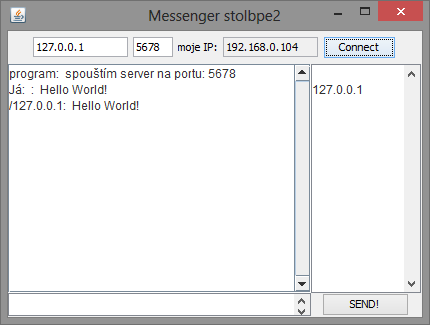 Messenger stolbpe2
127.0.0.1 5678 moje IP: 192.168.0.104 Connect
program:  spouštím server na portu: 5678
Já:  :  Hello World!
127.0.0.1
/127.0.0.1:  Hello World!
SEND!